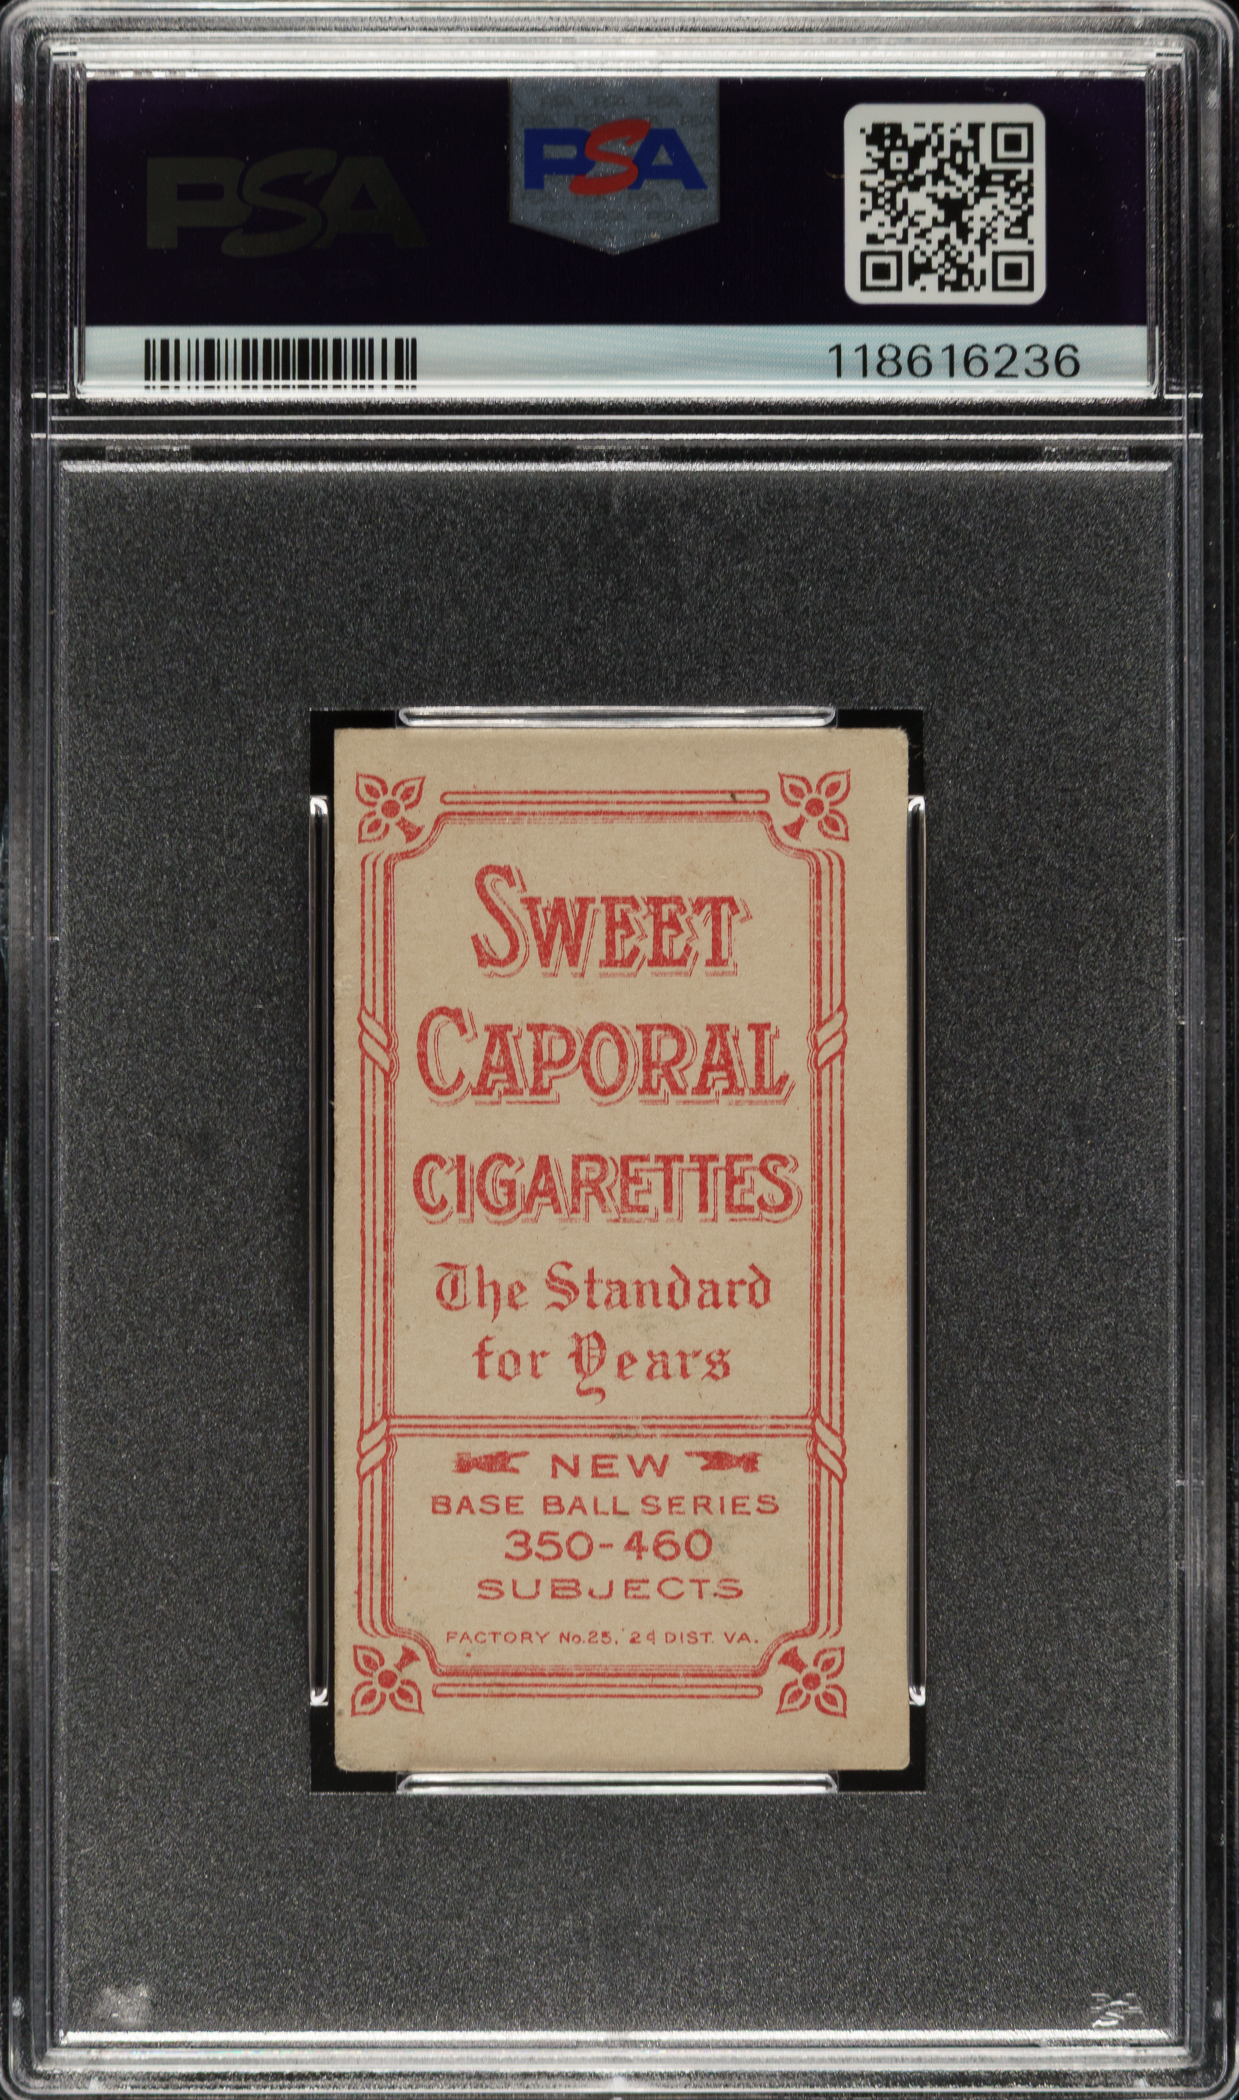 PSA
PSA
118616236
SWEET
CAPORAL
CIGARETTES
The Standard
for Years
NEW
BASE BALL SERIES
350-460
SUBJECTS
FACTORY No.25, 2d DIST. VA.